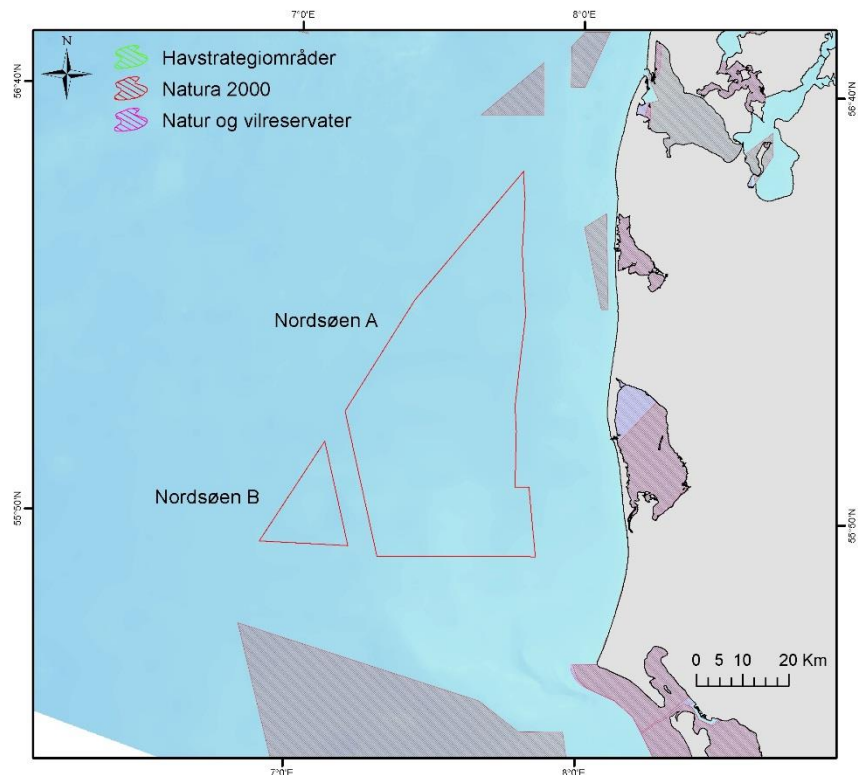 7°0'E 8°0'E
N
Havstrategiområder
Natura 2000
Natur og vilreservater
56°40'N 56°40'N
Nordsøen A
Nordsøen B
55°50'N 55°50'N
0 5 10 20 Km
7°0'E 8°0'E